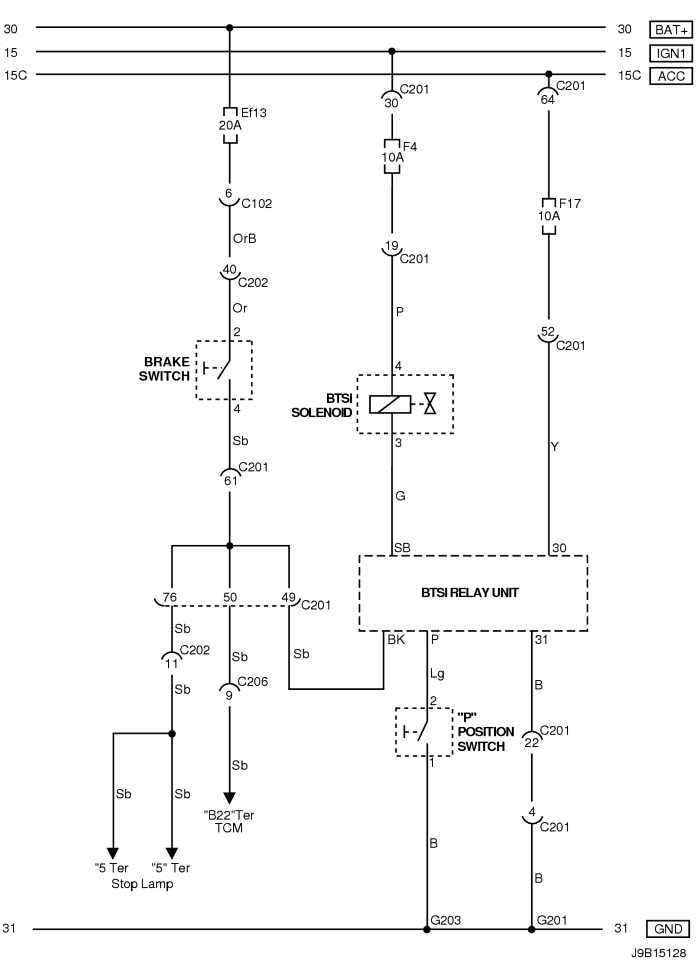 30 30 BAT+
15 15 IGN1
15C 15C ACC
C201 C201
30 64
Ef13
20A
F4
10A
6
C102
F17
10A
OrB
19
C201
40
C202
Or
P
2
52
C201
BRAKE
SWITCH
4
BTSI
SOLENOID
4
Sb
3
Y
C201
61
G
SB 30
BTSI RELAY UNIT
76 50 49 C201
Sb
BK P 31
C202
11
Sb
Sb
C206
9
Sb
Lg
B
2
"P"
POSITION
SWITCH
C201
22
1
Sb
Sb Sb
"B22"Ter
TCM
4
C201
B
"5 Ter "5" Ter
Stop Lamp
B
G203 G201
31 31 GND
J9B15128